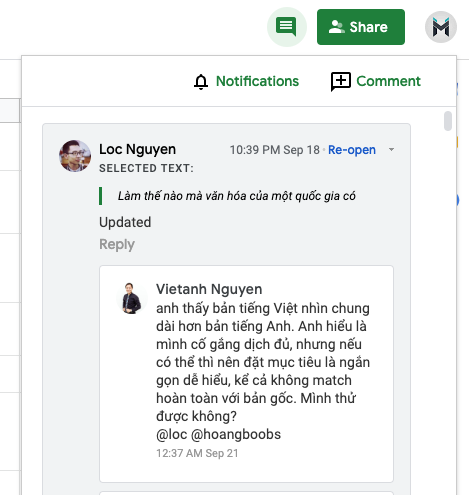 Share
Notifications
Comment
Loc Nguyen
10:39 PM Sep 18 · Re-open
SELECTED TEXT:
Làm thế nào mà văn hóa của một quốc gia có
Updated
Reply
Vietanh Nguyen
anh thấy bản tiếng Việt nhìn chung
dài hơn bản tiếng Anh. Anh hiểu là
mình cố gắng dịch đủ, nhưng nếu
có thể thì nên đặt mục tiêu là ngắn
gọn dễ hiểu, kể cả không match
hoàn toàn với bản gốc. Mình thử
được không?
@loc @hoangboobs
12:37 AM Sep 21